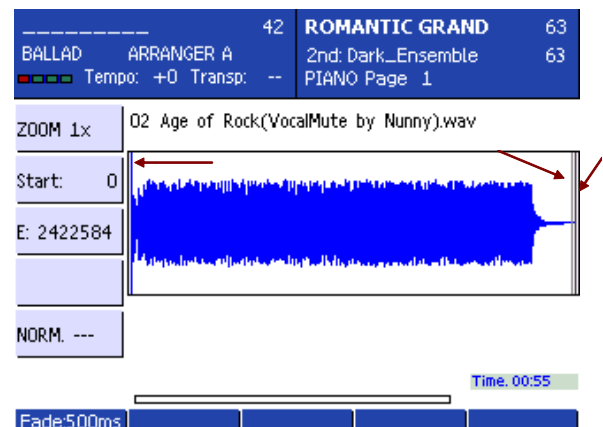 _________ 42 ROMANTIC GRAND 63
BALLAD ARRANGER A 2nd: Dark_Ensemble 63
Tempo: +0 Transp: -- PIANO Page 1
ZOOM 1x 02 Age of Rock(VocalMute by Nunny).wav
Start: 0
E: 2422584
NORM. ---
Time. 00:55
Fade:500ms